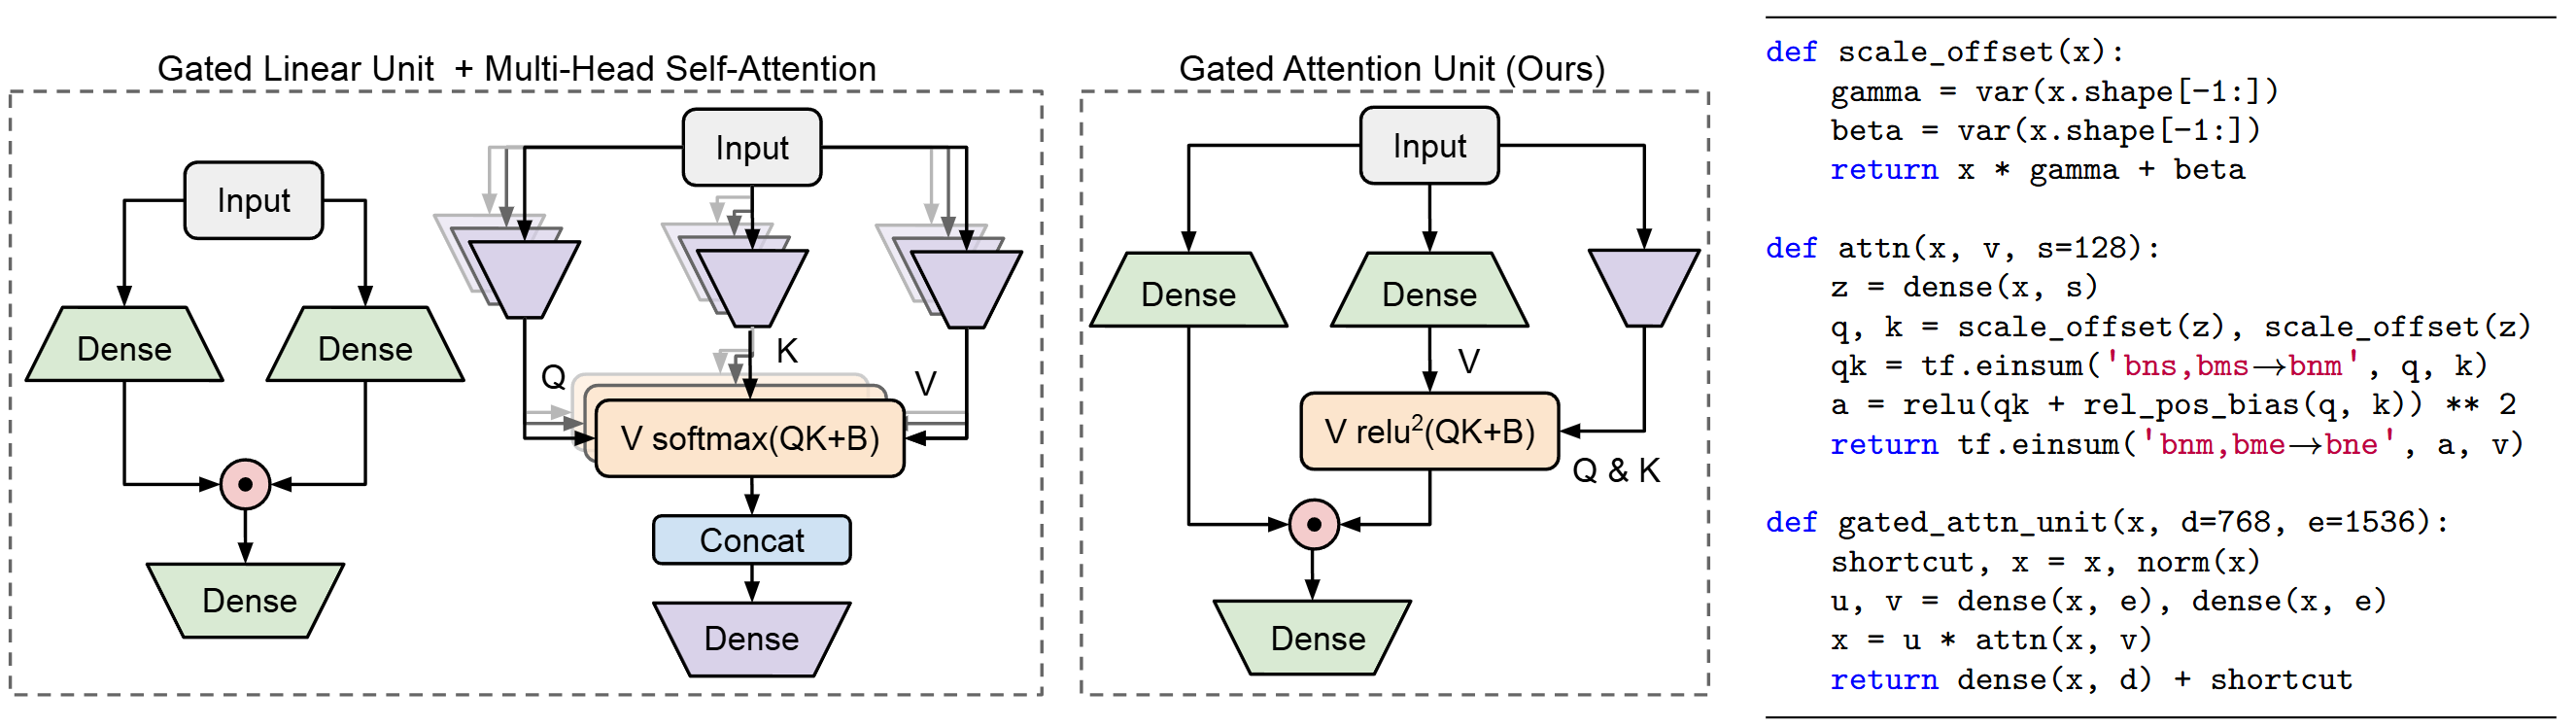 Gated Linear Unit + Multi-Head Self-Attention
Input
Dense
Dense
Dense
Input
Q
K
V
V softmax(QK+B)
Concat
Dense
Gated Attention Unit (Ours)
Input
Dense
Dense
V
V relu²(QK+B)
Q & K
Dense
def scale_offset(x):
gamma = var(x.shape[-1:])
beta = var(x.shape[-1:])
return x * gamma + beta
def attn(x, v, s=128):
z = dense(x, s)
q, k = scale_offset(z), scale_offset(z)
qk = tf.einsum('bns,bms→bnm', q, k)
a = relu(qk + rel_pos_bias(q, k)) ** 2
return tf.einsum('bnm,bme→bne', a, v)
def gated_attn_unit(x, d=768, e=1536):
shortcut, x = x, norm(x)
u, v = dense(x, e), dense(x, e)
x = u * attn(x, v)
return dense(x, d) + shortcut